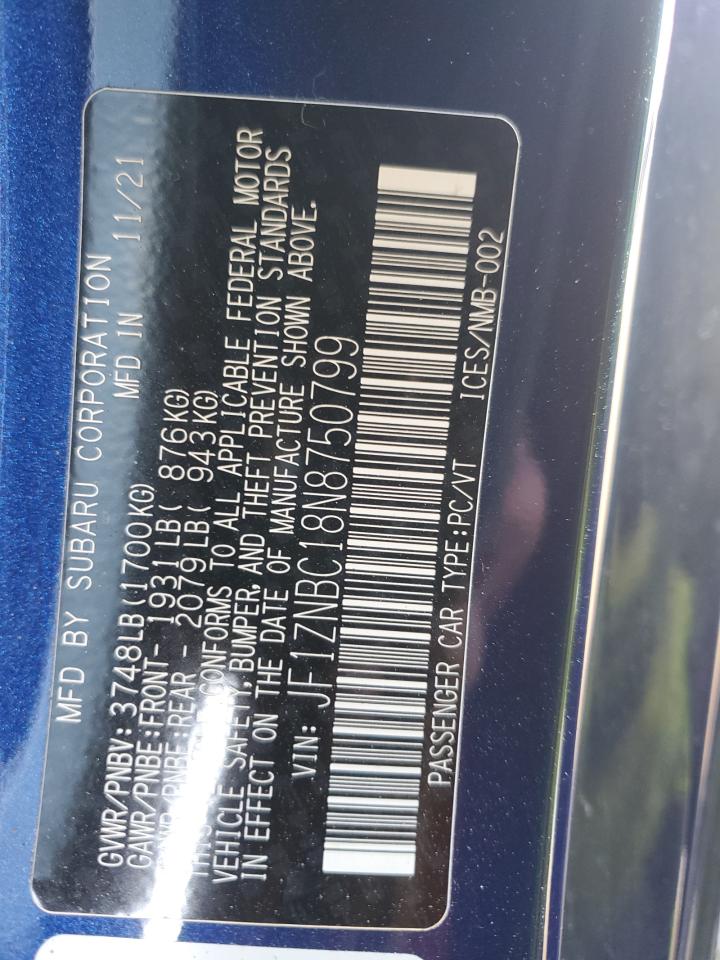 MFD BY SUBARU CORPORATION
MFD IN 11/21
GVWR/PNBV: 3748LB(1700KG)
GAWR/PNBE:FRONT- 1931LB( 876KG)
/PNBE:REAR - 2079LB( 943KG)
THIS CONFORMS TO ALL APPLICABLE FEDERAL MOTOR
VEHICLE SAFETY, BUMPER, AND THEFT PREVENTION STANDARDS
IN EFFECT ON THE DATE OF MANUFACTURE SHOWN ABOVE.
VIN: JF1ZNBC18N8750799
PASSENGER CAR TYPE:PC/VT ICES/NMB-002